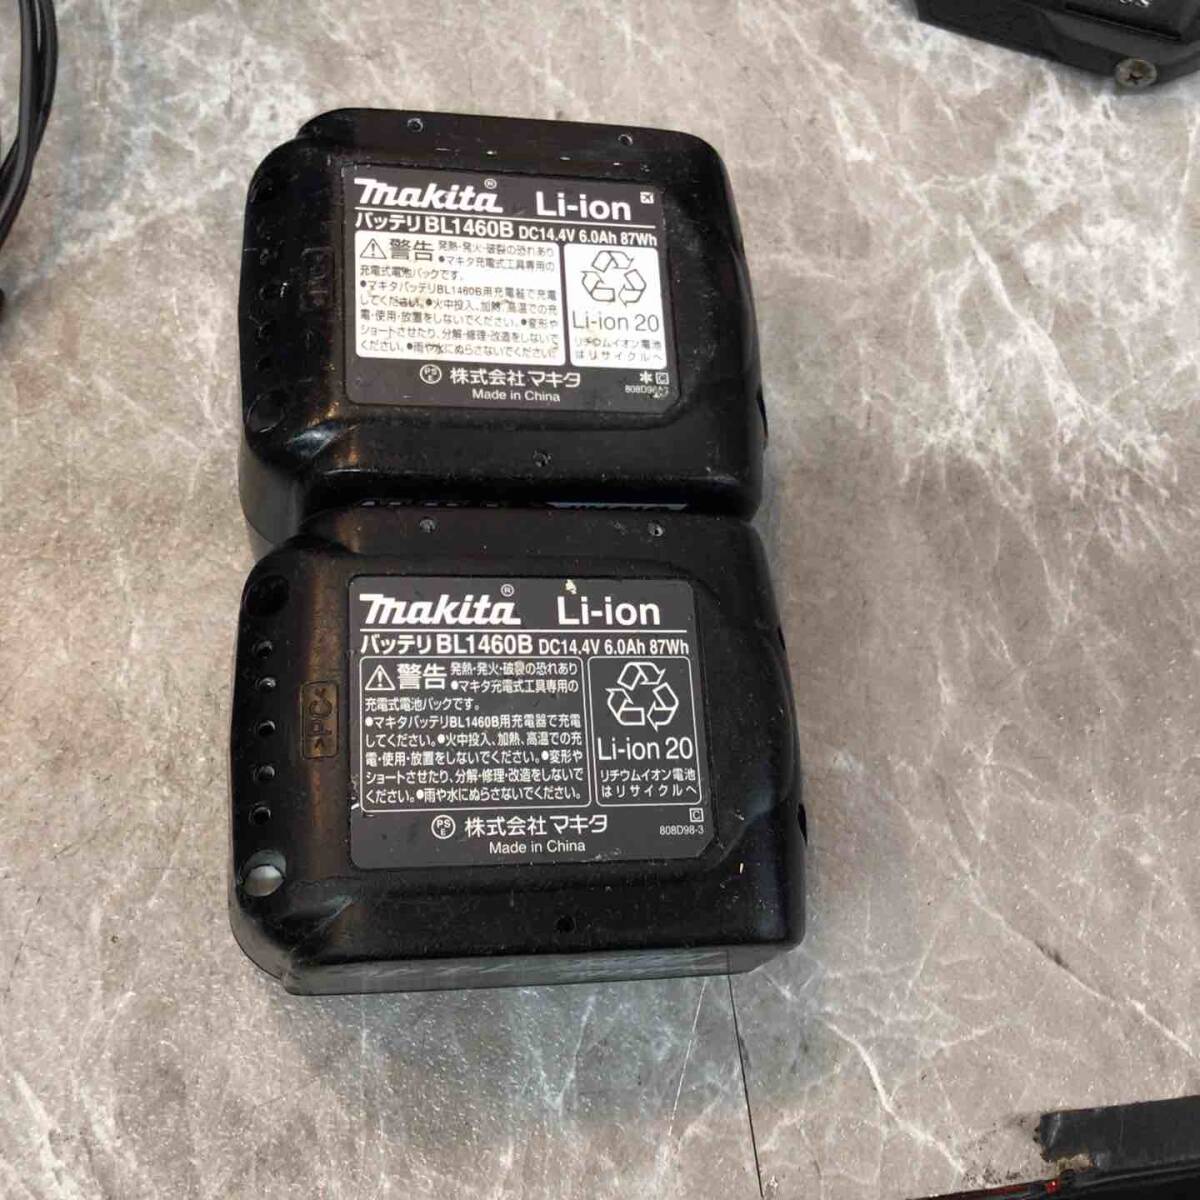 makita® Li-ion
バッテリ BL1460B DC14.4V 6.0Ah 87Wh
警告 発熱・発火・破裂の恐れあり
●マキタ充電式工具専用の
充電式電池パックです。
●マキタバッテリBL1460B用充電器で充電
してください。●火中投入、加熱、高温での充
電・使用・放置をしないでください。●変形や
ショートさせたり、分解・修理・改造をしないで
ください。●雨や水にぬらさないでください。
Li-ion 20
リチウムイオン電池
はリサイクルへ
PSE 株式会社マキタ
Made in China
C
makita® Li-ion
バッテリ BL1460B DC14.4V 6.0Ah 87Wh
警告 発熱・発火・破裂の恐れあり
●マキタ充電式工具専用の
充電式電池パックです。
●マキタバッテリBL1460B用充電器で充電
してください。●火中投入、加熱、高温での充
電・使用・放置をしないでください。●変形や
ショートさせたり、分解・修理・改造をしないで
ください。●雨や水にぬらさないでください。
Li-ion 20
リチウムイオン電池
はリサイクルへ
PSE 株式会社マキタ
Made in China
C
808D98-3
>PC<